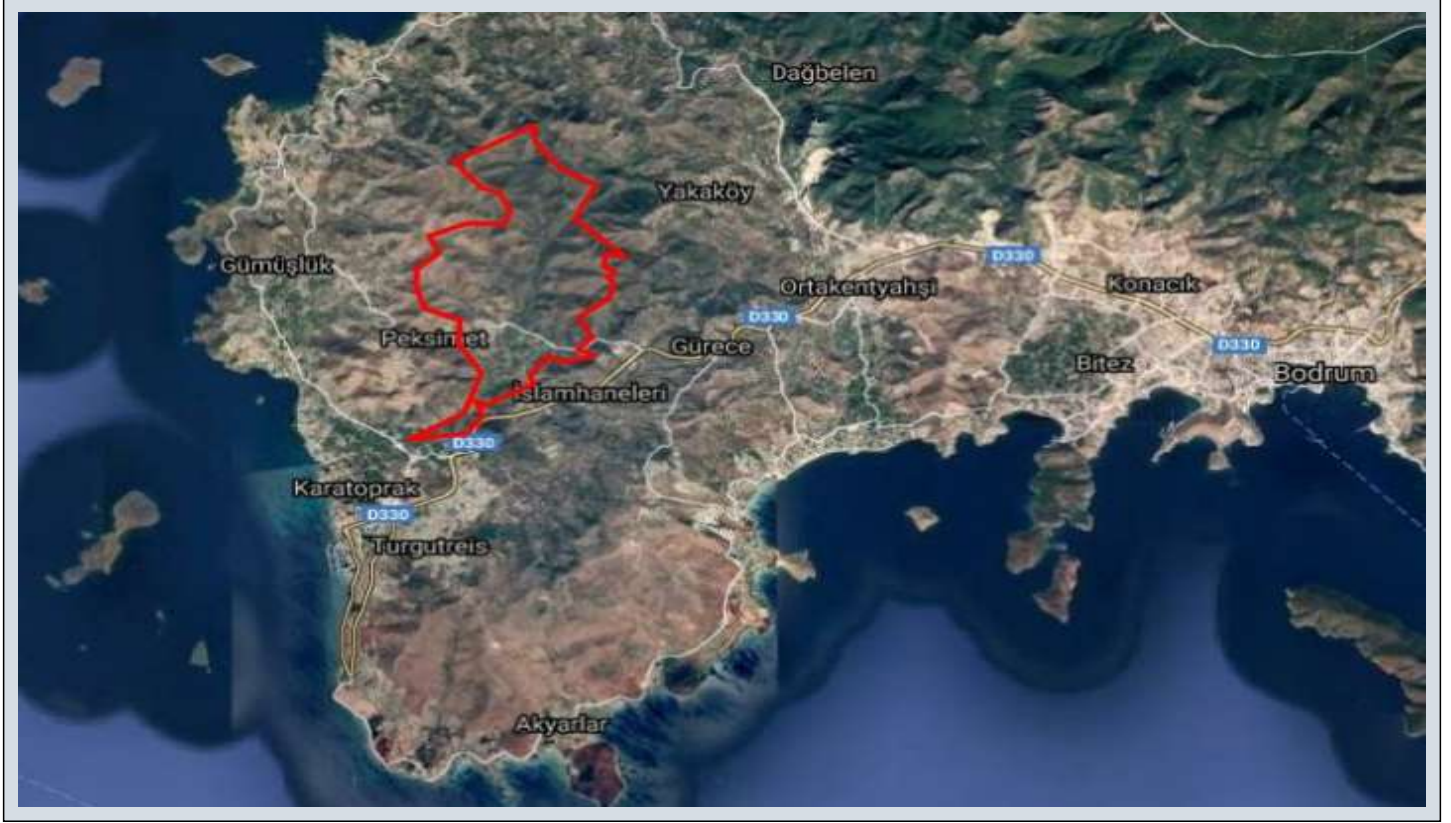 Dağbelen
Yakaköy
Gümüşlük
D330
Ortakentyahşi
Konacık
D330
Peksimet
Gürece
D330
Bitez
Bodrum
İslamhaneleri
D330
Karatoprak
D330
Turgutreis
Akyarlar